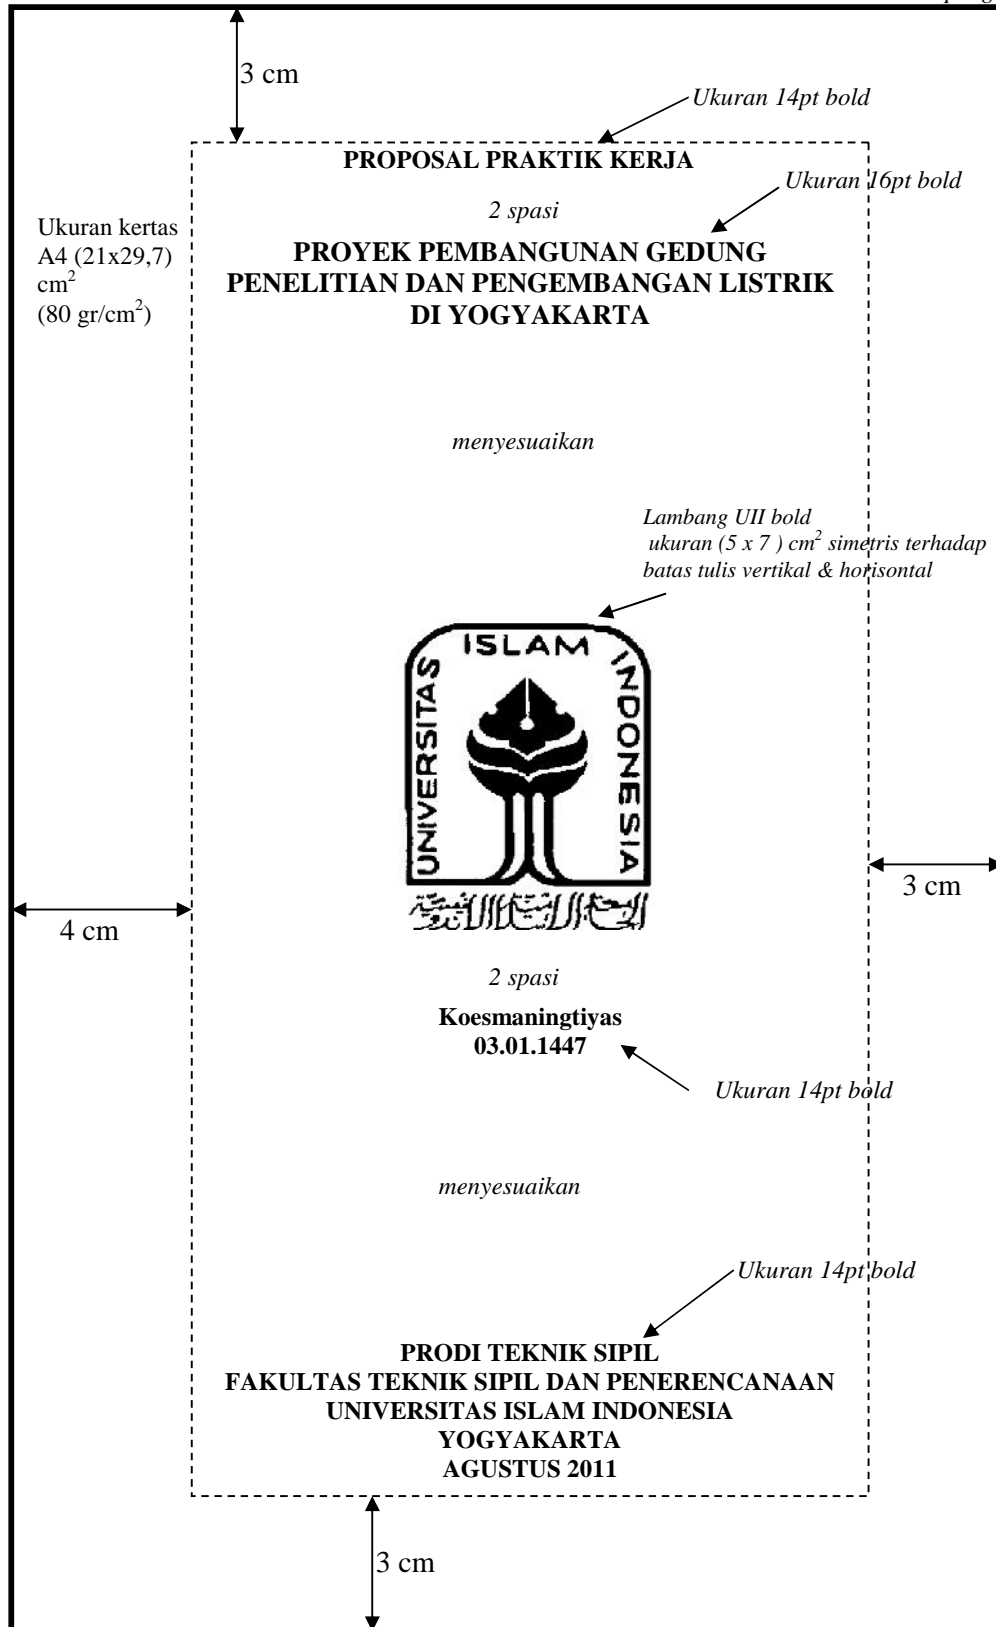 3 cm
Ukuran 14pt bold
PROPOSAL PRAKTIK KERJA
Ukuran 16pt bold
2 spasi
Ukuran kertas
A4 (21x29,7)
cm²
(80 gr/cm²)
PROYEK PEMBANGUNAN GEDUNG
PENELITIAN DAN PENGEMBANGAN LISTRIK
DI YOGYAKARTA
menyesuaikan
Lambang UII bold
ukuran (5 x 7 ) cm² simetris terhadap
batas tulis vertikal & horisontal
UNIVERSITAS ISLAM INDONESIA
3 cm
4 cm
2 spasi
Koesmaningtiyas
03.01.1447
Ukuran 14pt bold
menyesuaikan
Ukuran 14pt bold
PRODI TEKNIK SIPIL
FAKULTAS TEKNIK SIPIL DAN PENERENCANAAN
UNIVERSITAS ISLAM INDONESIA
YOGYAKARTA
AGUSTUS 2011
3 cm